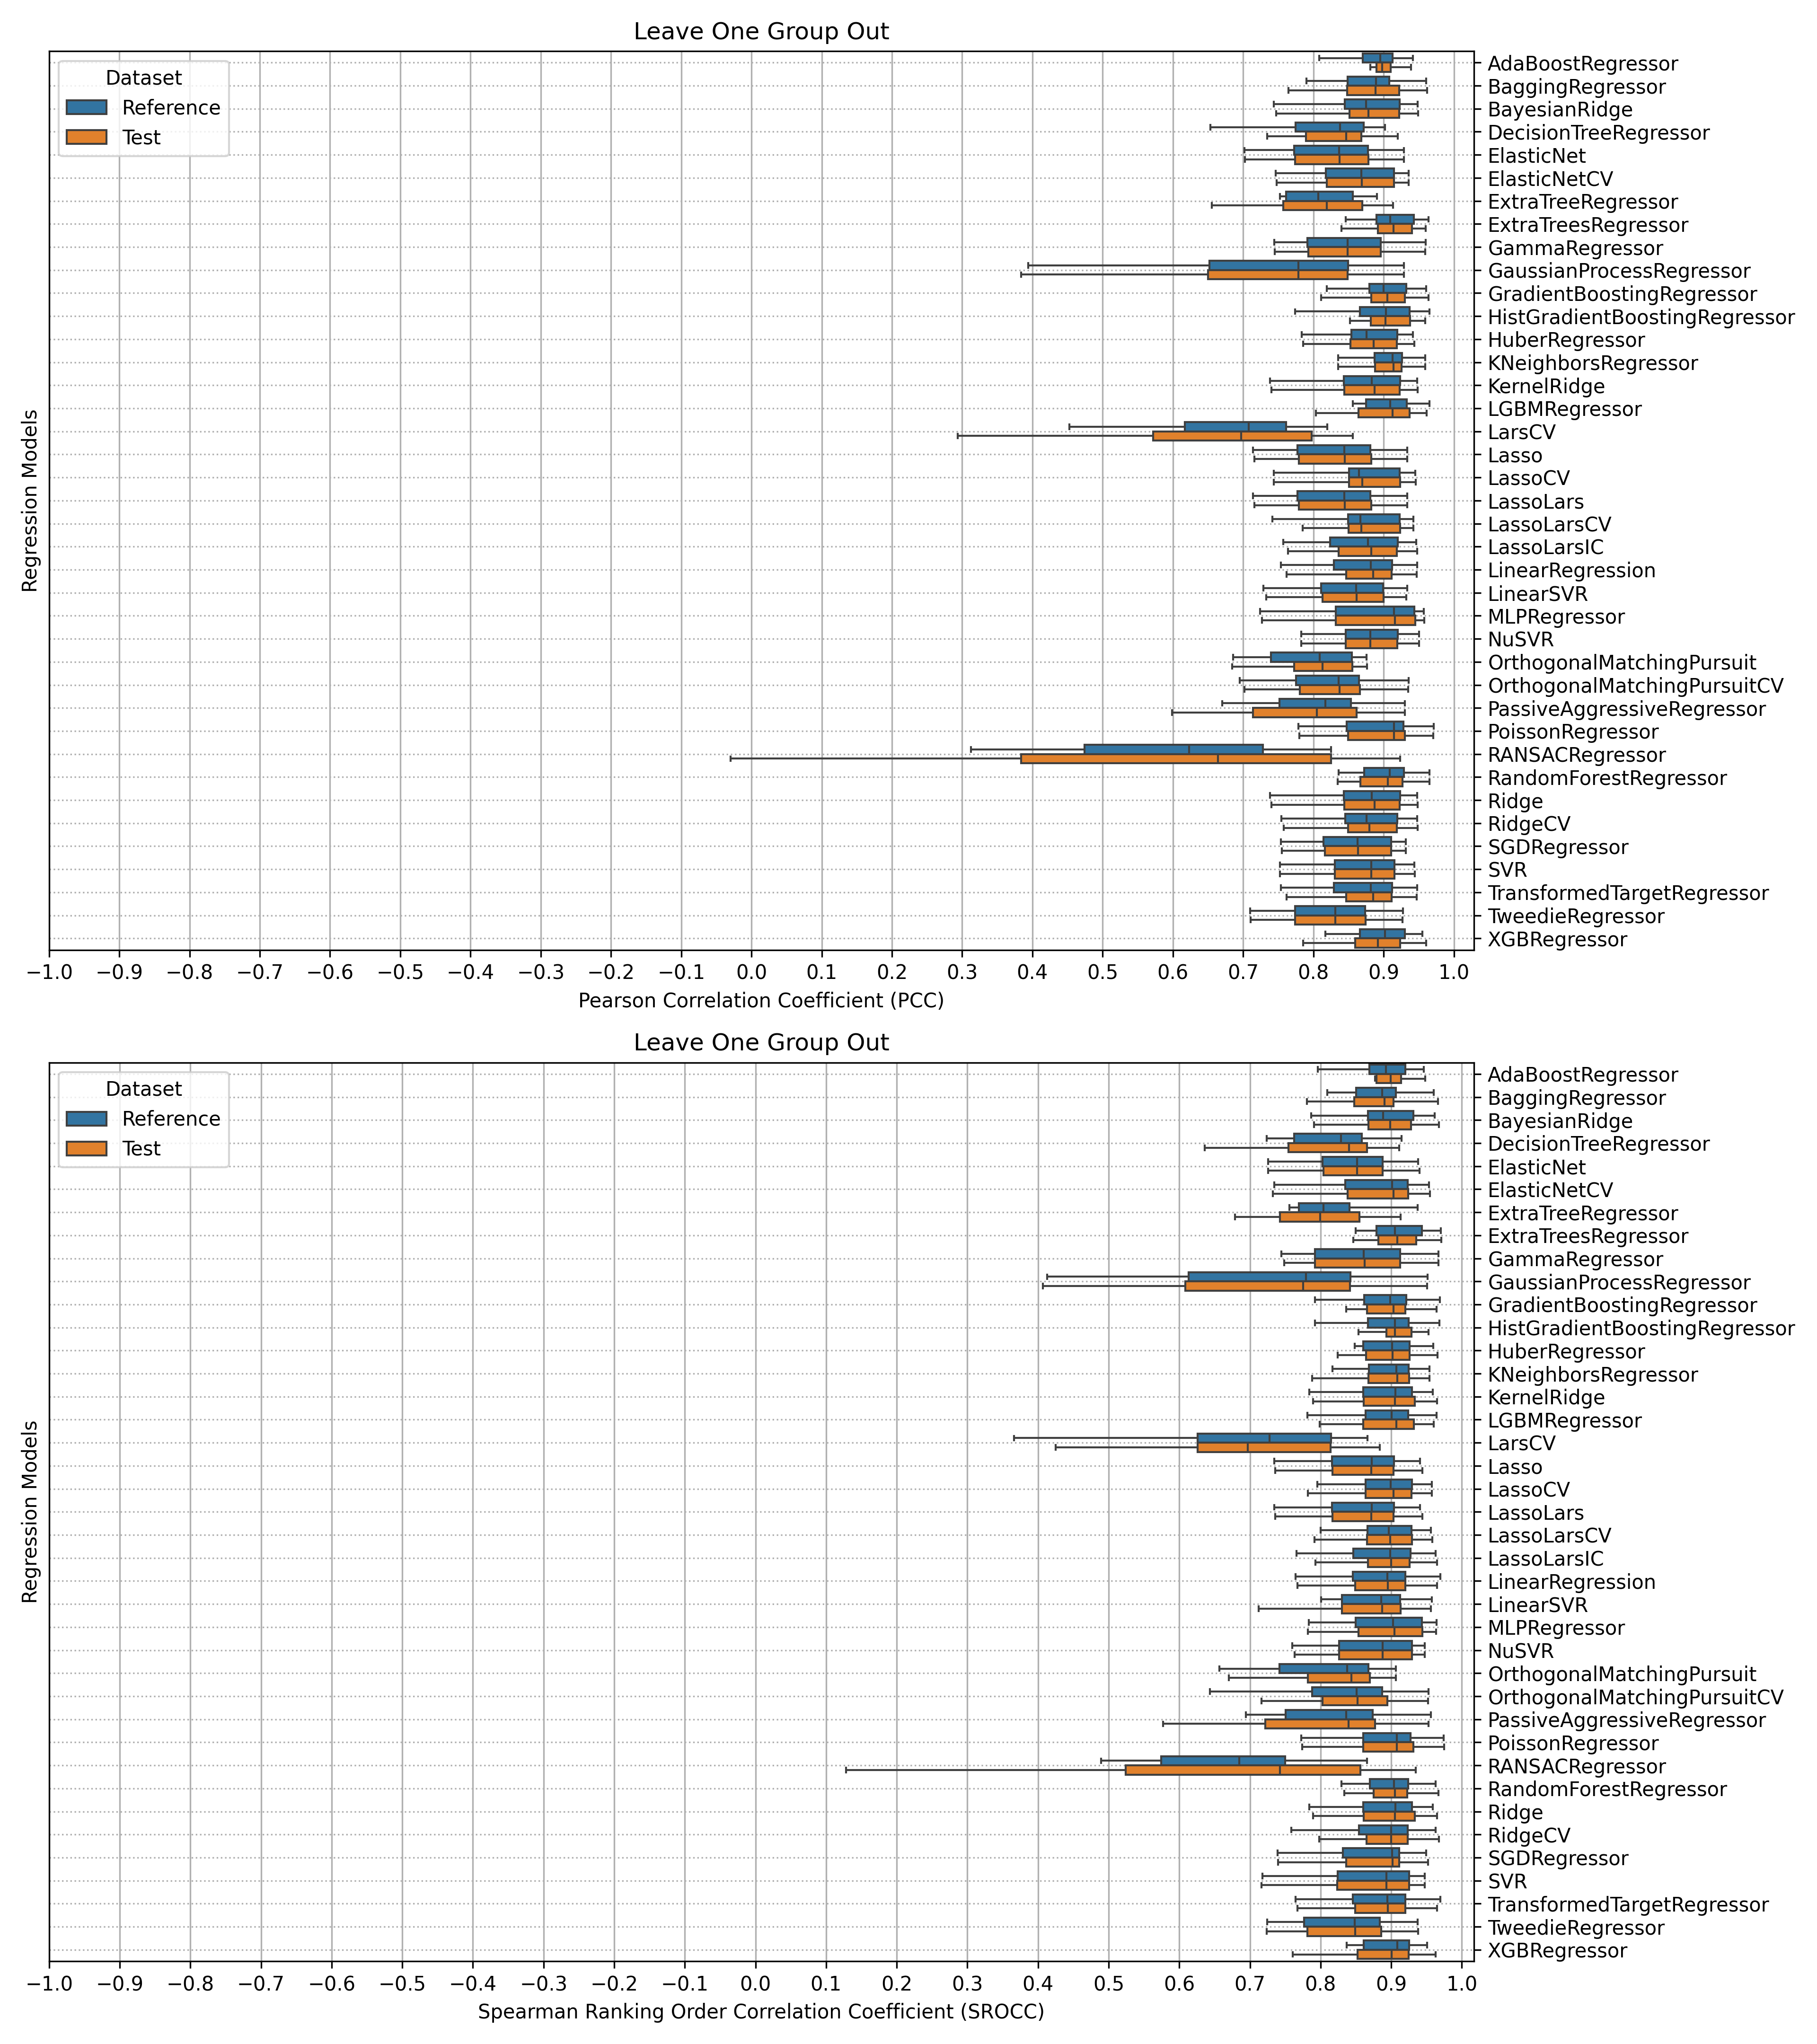 Leave One Group Out
Dataset
Reference
Test
Regression Models
AdaBoostRegressor
BaggingRegressor
BayesianRidge
DecisionTreeRegressor
ElasticNet
ElasticNetCV
ExtraTreeRegressor
ExtraTreesRegressor
GammaRegressor
GaussianProcessRegressor
GradientBoostingRegressor
HistGradientBoostingRegressor
HuberRegressor
KNeighborsRegressor
KernelRidge
LGBMRegressor
LarsCV
Lasso
LassoCV
LassoLars
LassoLarsCV
LassoLarsIC
LinearRegression
LinearSVR
MLPRegressor
NuSVR
OrthogonalMatchingPursuit
OrthogonalMatchingPursuitCV
PassiveAggressiveRegressor
PoissonRegressor
RANSACRegressor
RandomForestRegressor
Ridge
RidgeCV
SGDRegressor
SVR
TransformedTargetRegressor
TweedieRegressor
XGBRegressor
−1.0 −0.9 −0.8 −0.7 −0.6 −0.5 −0.4 −0.3 −0.2 −0.1 0.0 0.1 0.2 0.3 0.4 0.5 0.6 0.7 0.8 0.9 1.0
Pearson Correlation Coefficient (PCC)
Leave One Group Out
Dataset
Reference
Test
Regression Models
AdaBoostRegressor
BaggingRegressor
BayesianRidge
DecisionTreeRegressor
ElasticNet
ElasticNetCV
ExtraTreeRegressor
ExtraTreesRegressor
GammaRegressor
GaussianProcessRegressor
GradientBoostingRegressor
HistGradientBoostingRegressor
HuberRegressor
KNeighborsRegressor
KernelRidge
LGBMRegressor
LarsCV
Lasso
LassoCV
LassoLars
LassoLarsCV
LassoLarsIC
LinearRegression
LinearSVR
MLPRegressor
NuSVR
OrthogonalMatchingPursuit
OrthogonalMatchingPursuitCV
PassiveAggressiveRegressor
PoissonRegressor
RANSACRegressor
RandomForestRegressor
Ridge
RidgeCV
SGDRegressor
SVR
TransformedTargetRegressor
TweedieRegressor
XGBRegressor
−1.0 −0.9 −0.8 −0.7 −0.6 −0.5 −0.4 −0.3 −0.2 −0.1 0.0 0.1 0.2 0.3 0.4 0.5 0.6 0.7 0.8 0.9 1.0
Spearman Ranking Order Correlation Coefficient (SROCC)